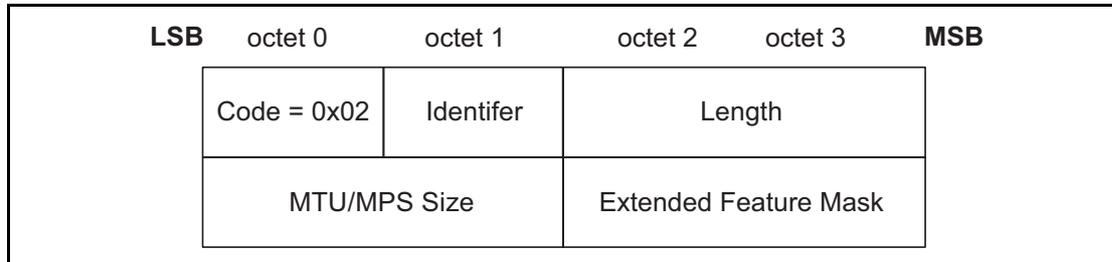 LSB octet 0 octet 1 octet 2 octet 3 MSB
Code = 0x02 Identifer Length
MTU/MPS Size Extended Feature Mask